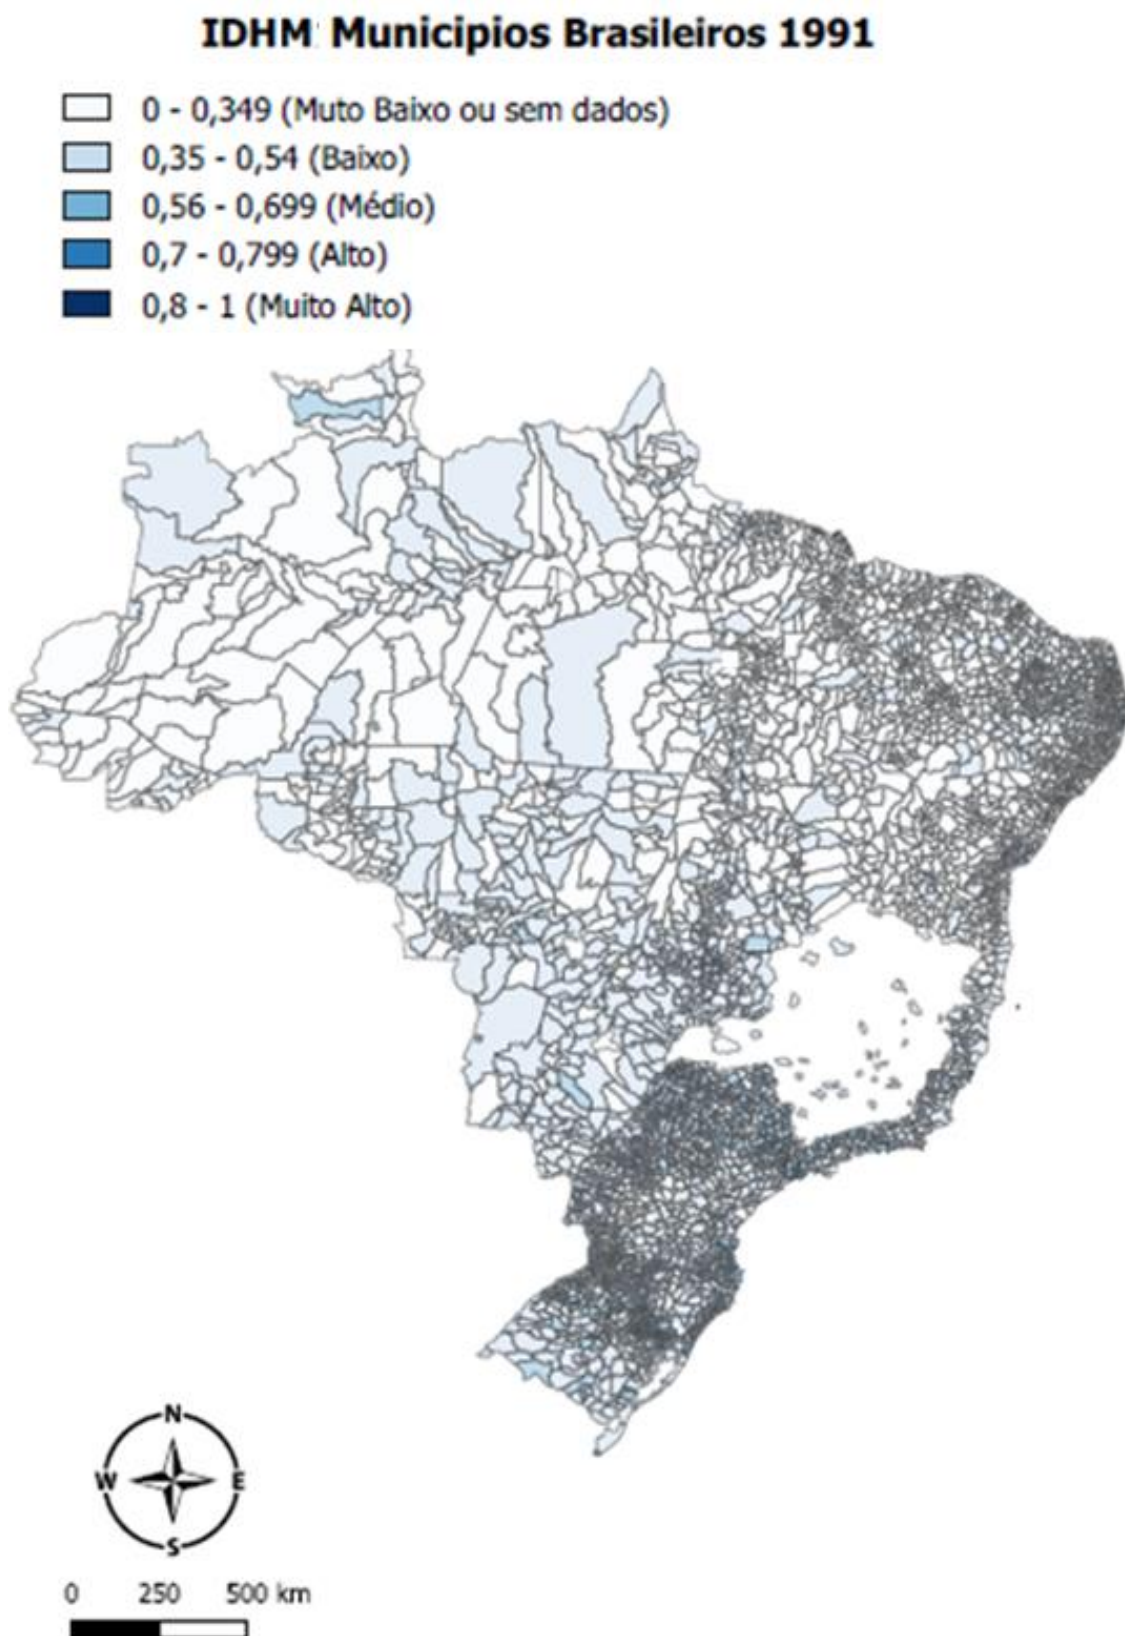 IDHM Municipios Brasileiros 1991
0 - 0,349 (Muto Baixo ou sem dados)
0,35 - 0,54 (Baixo)
0,56 - 0,699 (Médio)
0,7 - 0,799 (Alto)
0,8 - 1 (Muito Alto)
N
W E
S
0 250 500 km